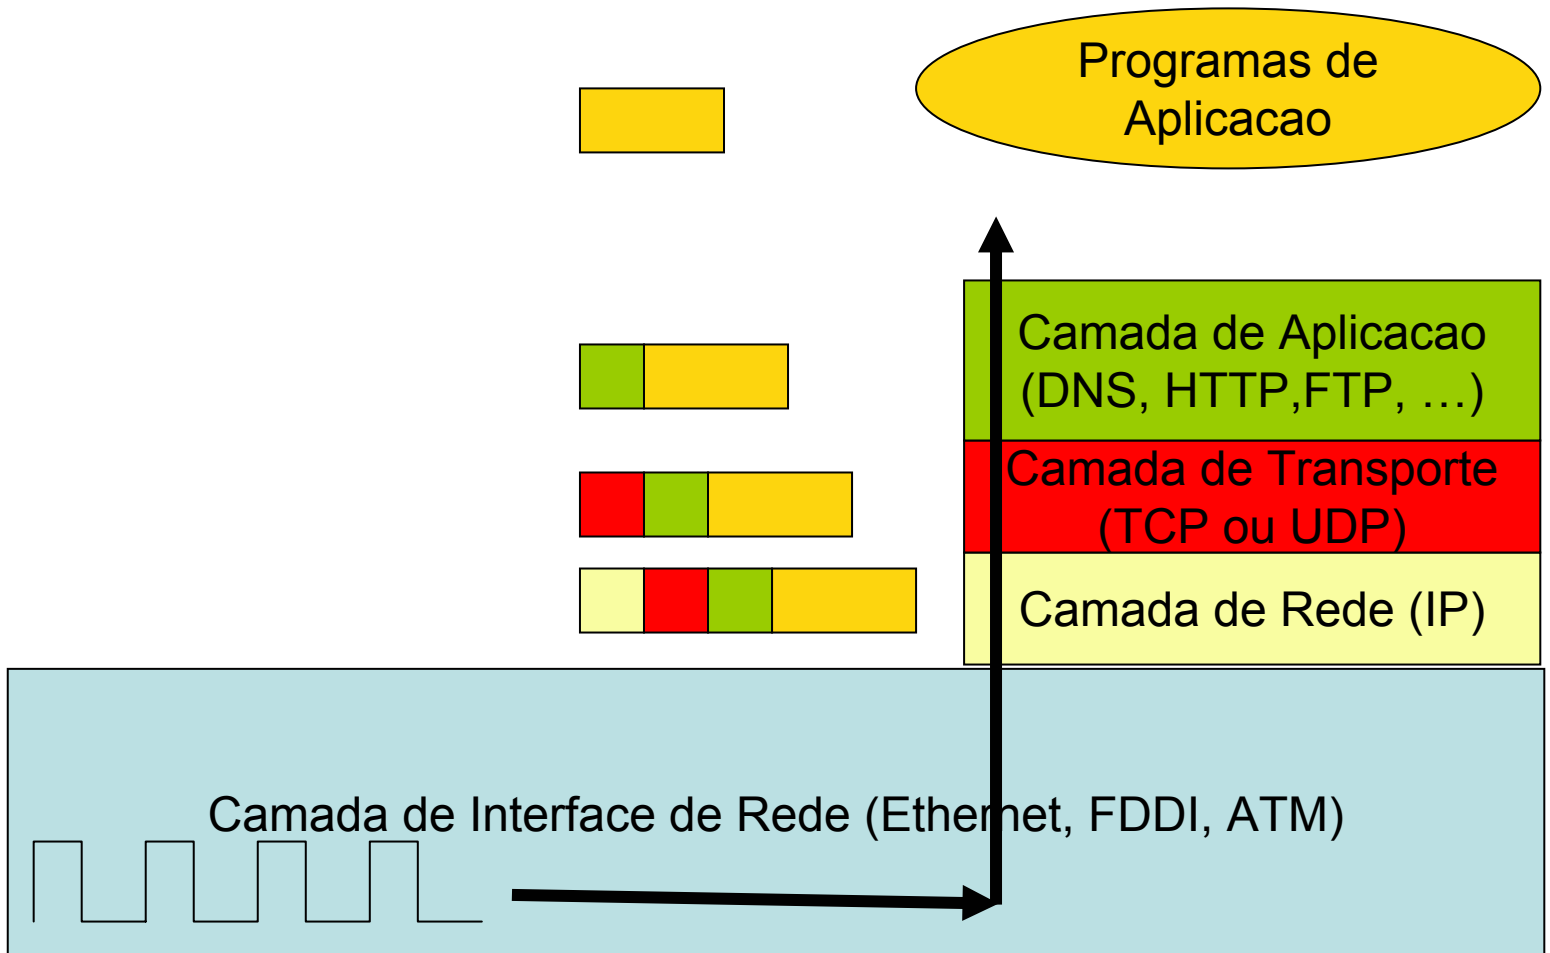 Programas de
Aplicacao
Camada de Aplicacao
(DNS, HTTP,FTP, …)
Camada de Transporte
(TCP ou UDP)
Camada de Rede (IP)
Camada de Interface de Rede (Ethernet, FDDI, ATM)